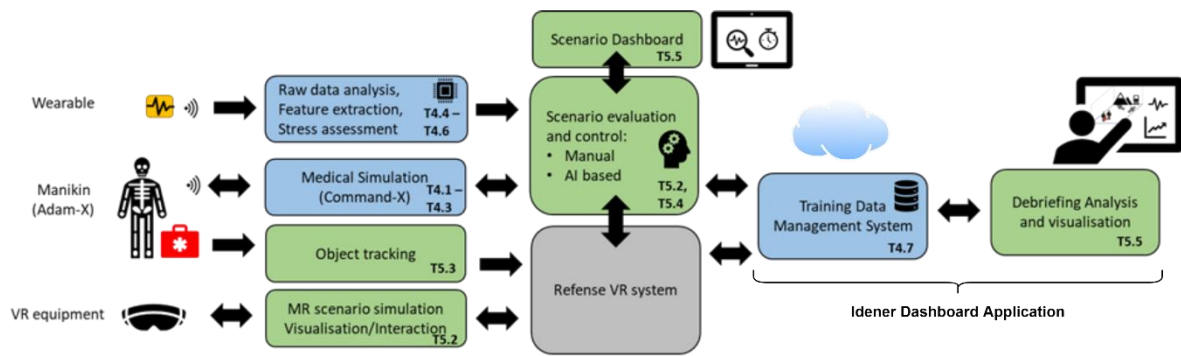 Scenario Dashboard
T5.5
Wearable
Raw data analysis,
Feature extraction,
Stress assessment
T4.4 –
T4.6
Scenario evaluation
and control:
• Manual
• AI based
T5.2,
T5.4
Manikin
(Adam-X)
Medical Simulation
(Command-X)
T4.1 –
T4.3
Training Data
Management System
T4.7
Debriefing Analysis
and visualisation
T5.5
Object tracking
T5.3
Refense VR system
VR equipment
MR scenario simulation
Visualisation/Interaction
T5.2
Idener Dashboard Application